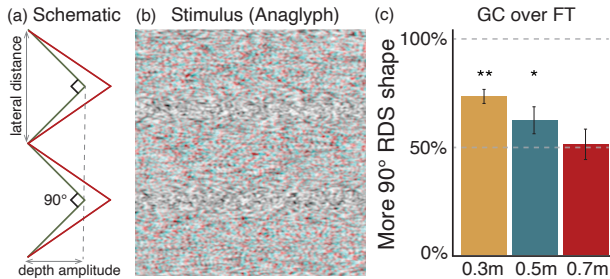 (a) Schematic
lateral distance
90°
depth amplitude
(b) Stimulus (Anaglyph)
(c) GC over FT
More 90° RDS shape
100%
50%
0%
** *
0.3m 0.5m 0.7m